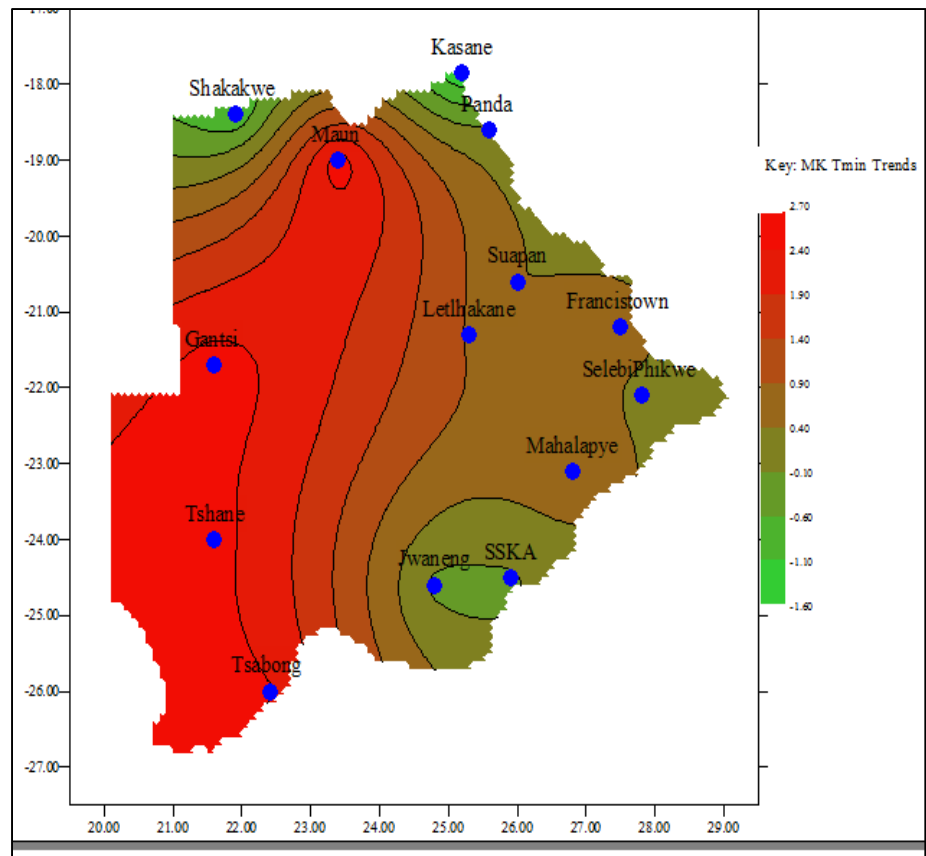 -17.00
Kasane
-18.00
Shakakwe
Panda
Maun
-19.00
Key: MK Tmin Trends
2.70
-20.00
2.40
Suapan
1.90
-21.00
Letlhakane
Francistown
1.40
Gantsi
-22.00
SelebiPhikwe
0.90
0.40
-23.00
Mahalapye
-0.10
Tshane
-0.60
-24.00
Jwaneng
SSKA
-1.10
-25.00
-1.60
Tsabong
-26.00
-27.00
20.00 21.00 22.00 23.00 24.00 25.00 26.00 27.00 28.00 29.00